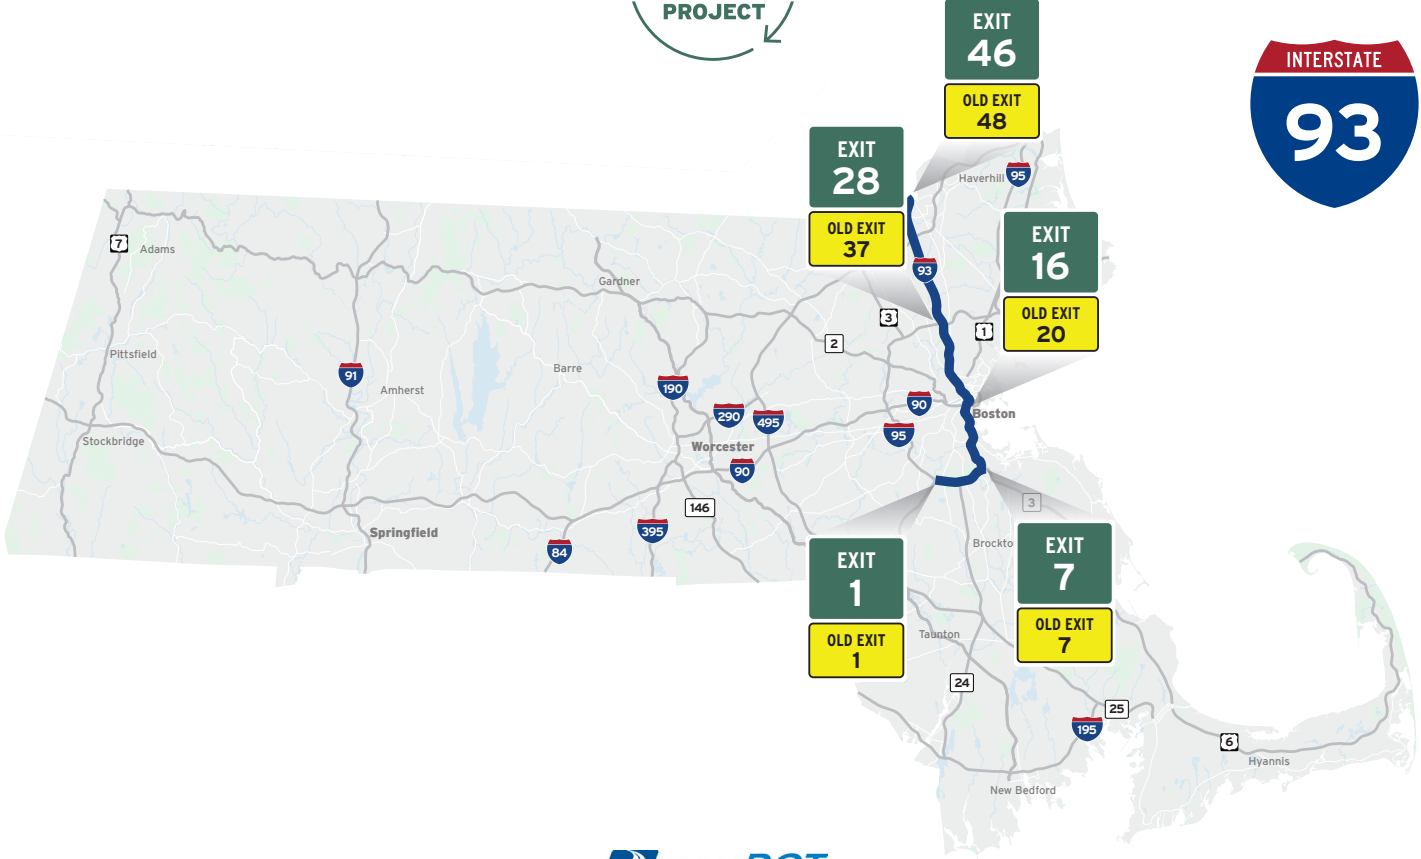 PROJECT
EXIT
46
OLD EXIT
48
INTERSTATE
93
EXIT
28
OLD EXIT
37
Haverhill
95
EXIT
16
OLD EXIT
20
7
Adams
93
Gardner
3
1
2
Pittsfield
91
Amherst
Barre
190
290
495
90
95
Boston
Stockbridge
Worcester
90
146
3
Springfield
395
84
Brockto
EXIT
1
OLD EXIT
1
EXIT
7
OLD EXIT
7
Taunton
24
25
195
6
Hyannis
New Bedford